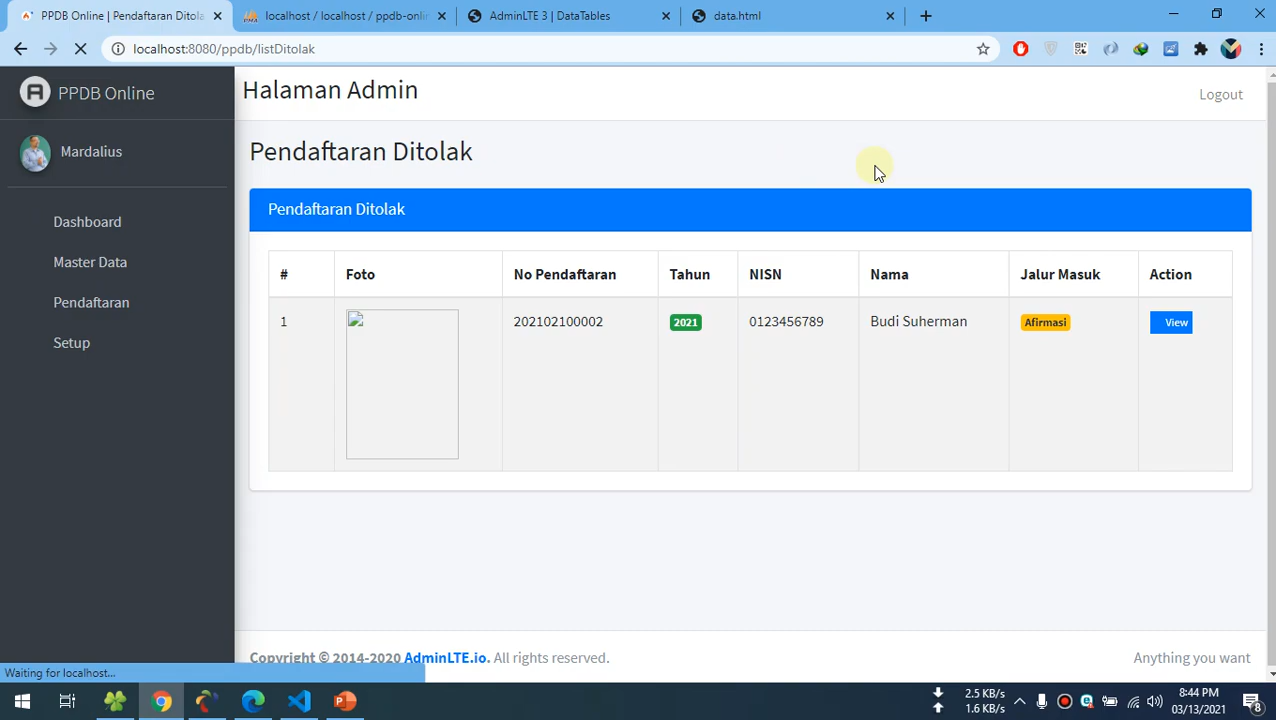 PPDB Online | Pendaftaran Ditola
localhost / localhost / ppdb-onlin
AdminLTE 3 | DataTables
data.html
localhost:8080/ppdb/listDitolak
PPDB Online
Halaman Admin
Logout
Mardalius
Pendaftaran Ditolak
Dashboard
Master Data
Pendaftaran
Setup
Pendaftaran Ditolak
# Foto No Pendaftaran Tahun NISN Nama Jalur Masuk Action
1 202102100002 2021 0123456789 Budi Suherman Afirmasi View
Copyright © 2014-2020 AdminLTE.io. All rights reserved.
Anything you want
Waiting for localhost...
2.5 KB/s
1.6 KB/s
8:44 PM
03/13/2021
8